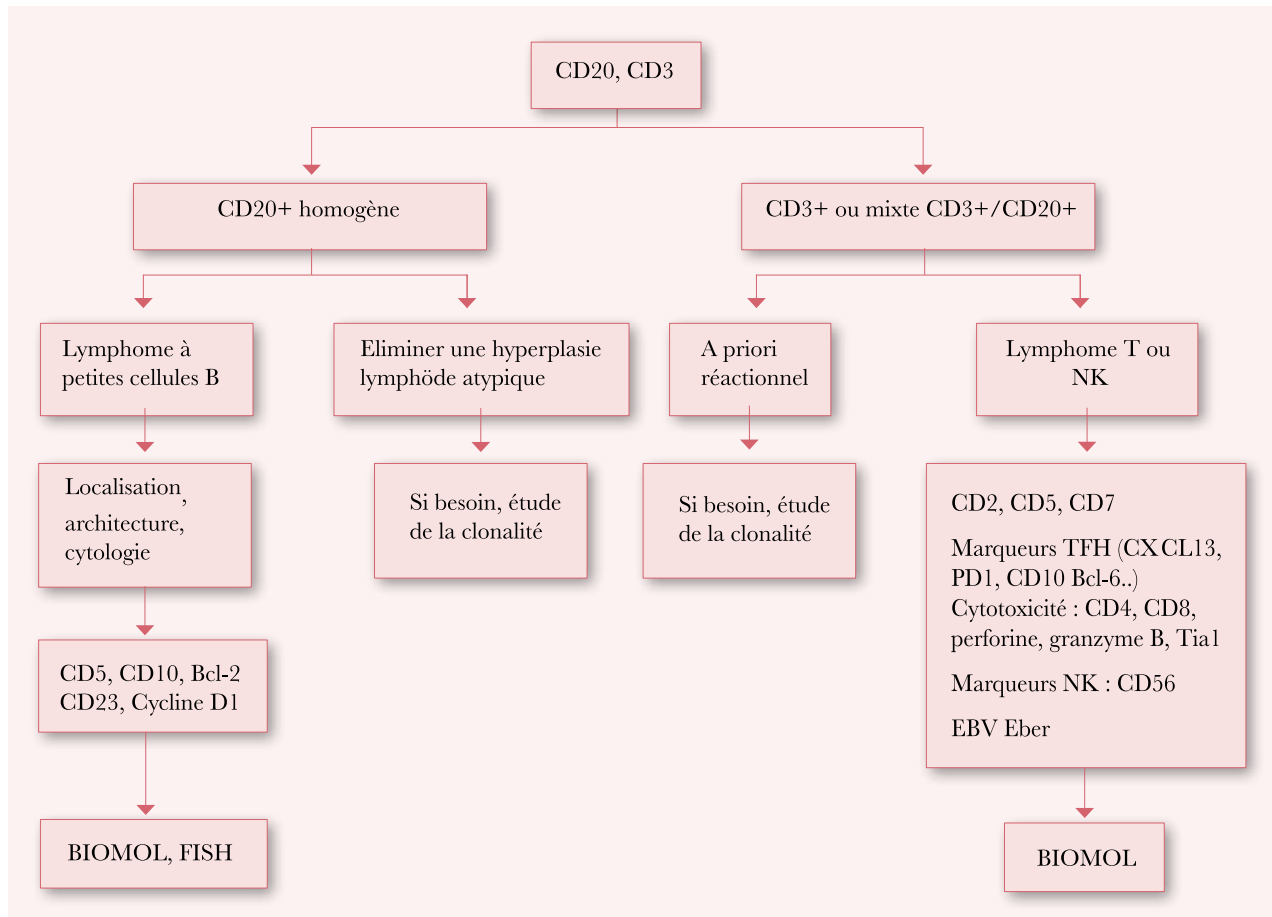 CD20, CD3
CD20+ homogène
CD3+ ou mixte CD3+/CD20+
Lymphome à
petites cellules B
Eliminer une hyperplasie
lymphöde atypique
A priori
réactionnel
Lymphome T ou
NK
Localisation,
architecture,
cytologie
Si besoin, étude
de la clonalité
Si besoin, étude
de la clonalité
CD2, CD5, CD7
Marqueurs TFH (CXCL13,
PD1, CD10 Bcl-6..)
Cytotoxicité : CD4, CD8,
perforine, granzyme B, Tia1
Marqueurs NK : CD56
EBV Eber
CD5, CD10, Bcl-2
CD23, Cycline D1
BIOMOL, FISH
BIOMOL